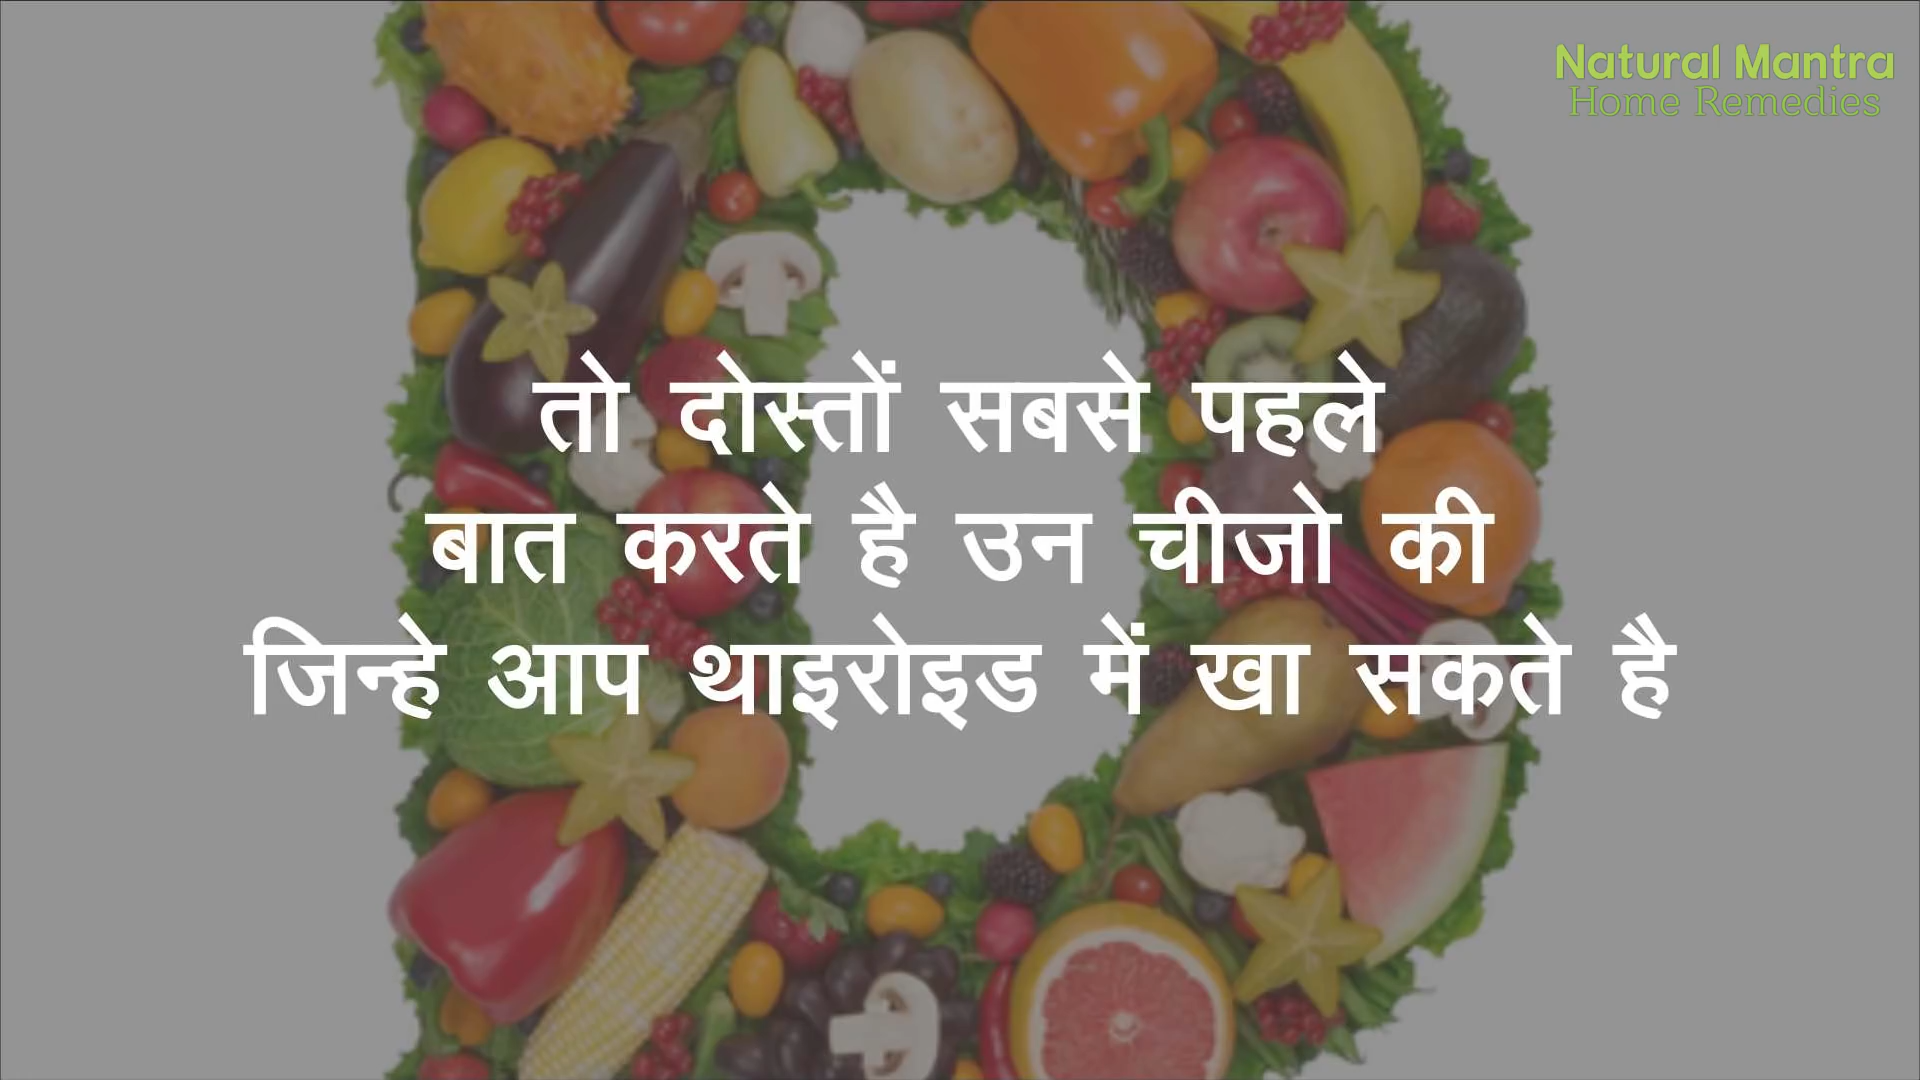 Natural Mantra
Home Remedies
तो दोस्तों सबसे पहले
बात करते है उन चीजो की
जिन्हे आप थाइरोइड में खा सकते है